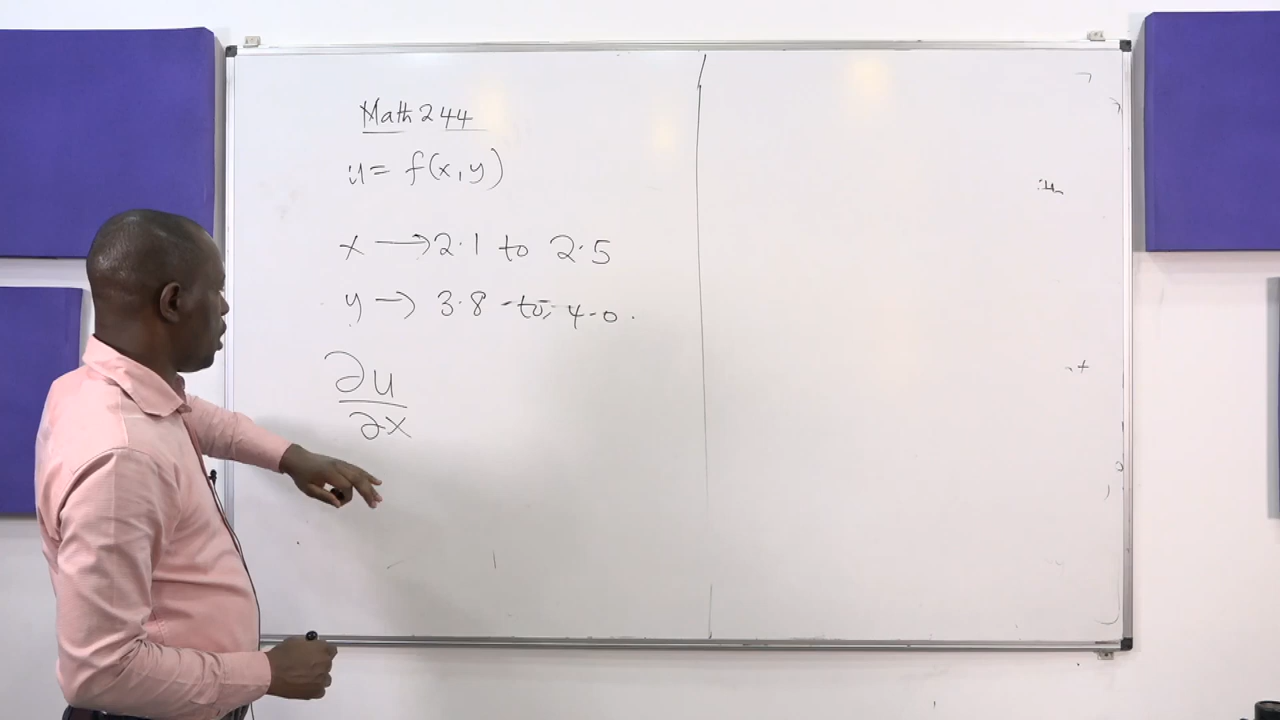 Math 244
u = f(x,y)
x → 2.1 to 2.5
y → 3.8 to 4.0.
∂u
∂x